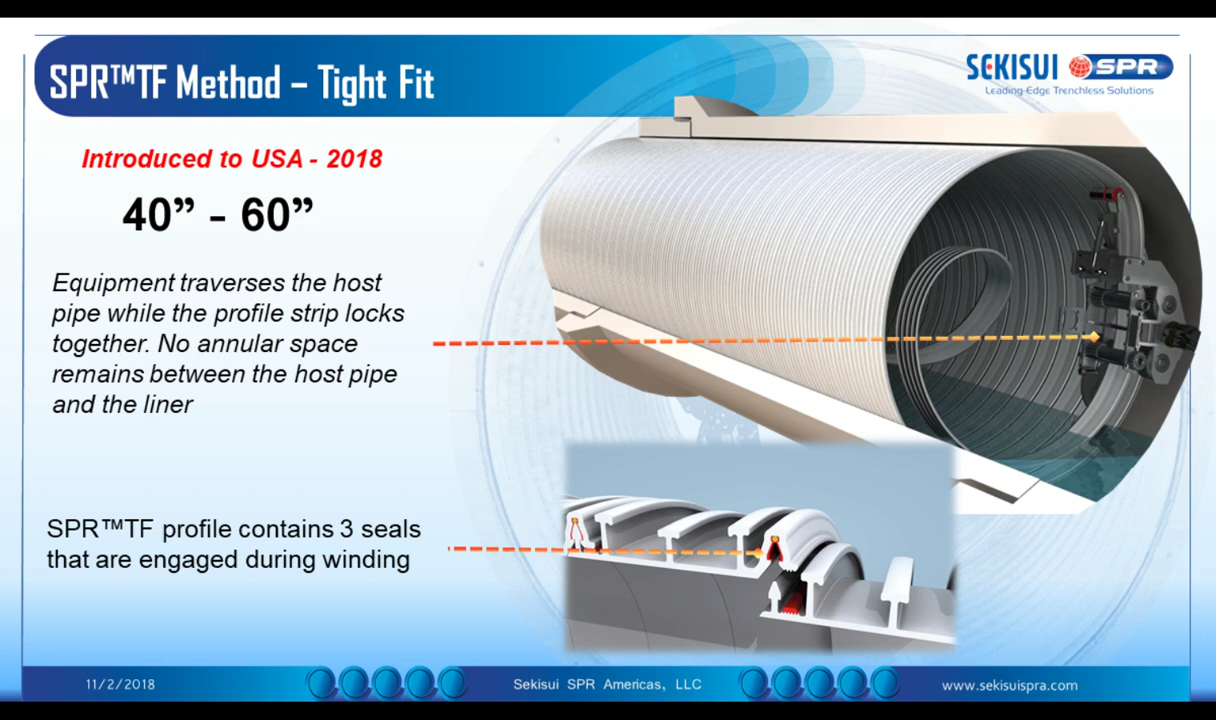 SPR™TF Method – Tight Fit
SEKISUI SPR
Leading-Edge Trenchless Solutions
Introduced to USA - 2018
40” - 60”
Equipment traverses the host
pipe while the profile strip locks
together. No annular space
remains between the host pipe
and the liner
SPR™TF profile contains 3 seals
that are engaged during winding
11/2/2018
Sekisui SPR Americas, LLC
www.sekisuispra.com